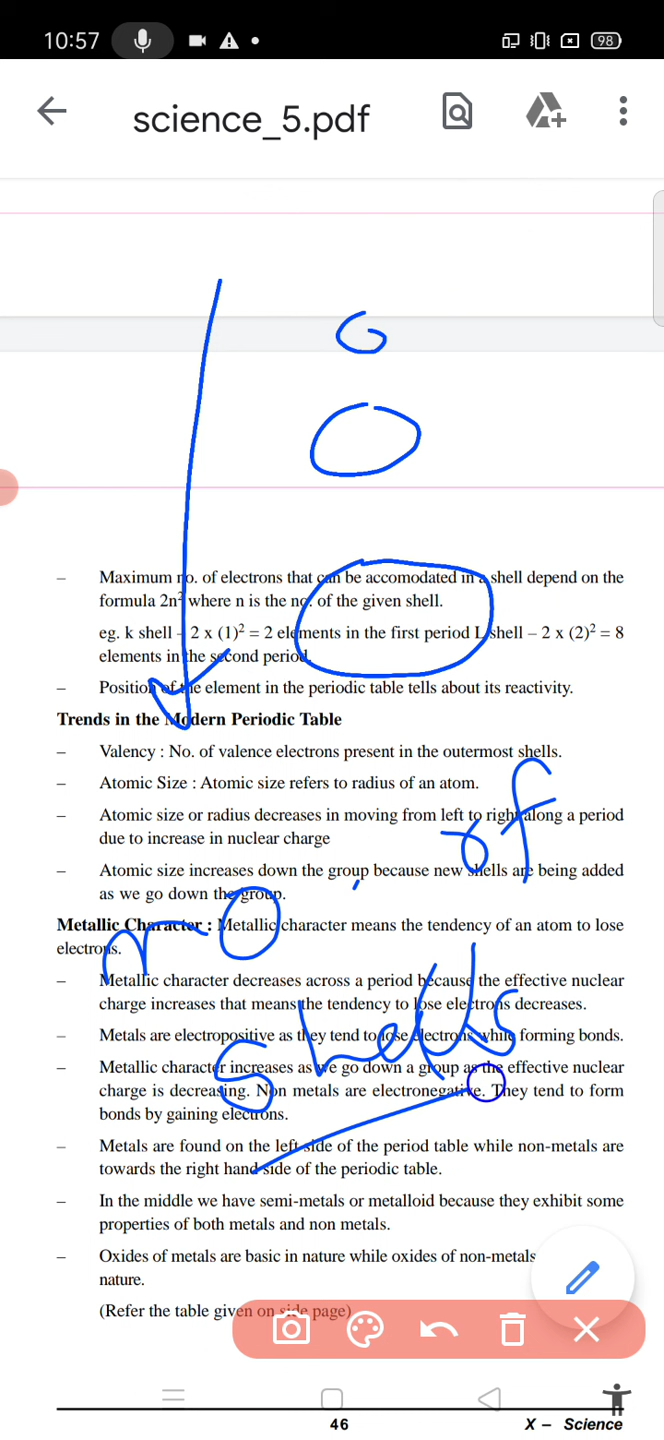 10:57
98
science_5.pdf
– Maximum no. of electrons that can be accomodated in a shell depend on the
formula 2n² where n is the no. of the given shell.
eg. k shell – 2 x (1)² = 2 elements in the first period L shell – 2 x (2)² = 8
elements in the second period.
– Position of the element in the periodic table tells about its reactivity.
Trends in the Modern Periodic Table
– Valency : No. of valence electrons present in the outermost shells.
– Atomic Size : Atomic size refers to radius of an atom.
– Atomic size or radius decreases in moving from left to right along a period
due to increase in nuclear charge
– Atomic size increases down the group because new shells are being added
as we go down the group.
Metallic Character : Metallic character means the tendency of an atom to lose
electrons.
– Metallic character decreases across a period because the effective nuclear
charge increases that means the tendency to lose electrons decreases.
– Metals are electropositive as they tend to lose electrons while forming bonds.
– Metallic character increases as we go down a group as the effective nuclear
charge is decreasing. Non metals are electronegative. They tend to form
bonds by gaining electrons.
– Metals are found on the left side of the period table while non-metals are
towards the right hand side of the periodic table.
– In the middle we have semi-metals or metalloid because they exhibit some
properties of both metals and non metals.
– Oxides of metals are basic in nature while oxides of non-metals
nature.
(Refer the table given on side page)
no. of
shells
46
X – Science